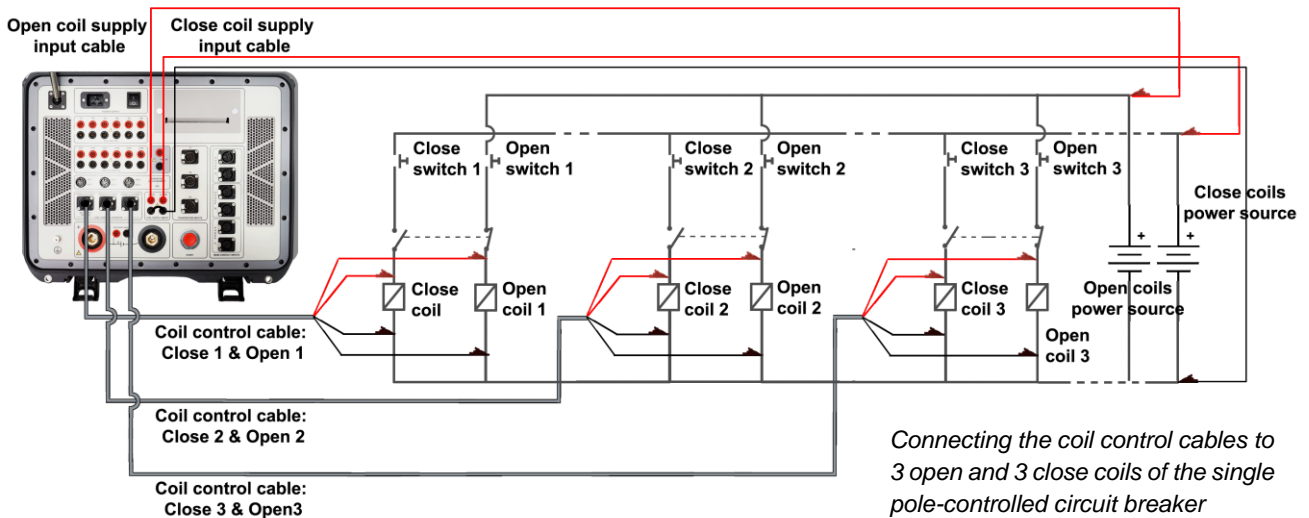 Open coil supply
input cable
Close coil supply
input cable
Close
switch 1
Open
switch 1
Close
switch 2
Open
switch 2
Close
switch 3
Open
switch 3
Close coils
power source
+
+
Close
coil
Open
coil 1
Close
coil 2
Open
coil 2
Close
coil 3
Open
coil 3
Open coils
power source
Coil control cable:
Close 1 & Open 1
Coil control cable:
Close 2 & Open 2
Coil control cable:
Close 3 & Open3
Connecting the coil control cables to
3 open and 3 close coils of the single
pole-controlled circuit breaker